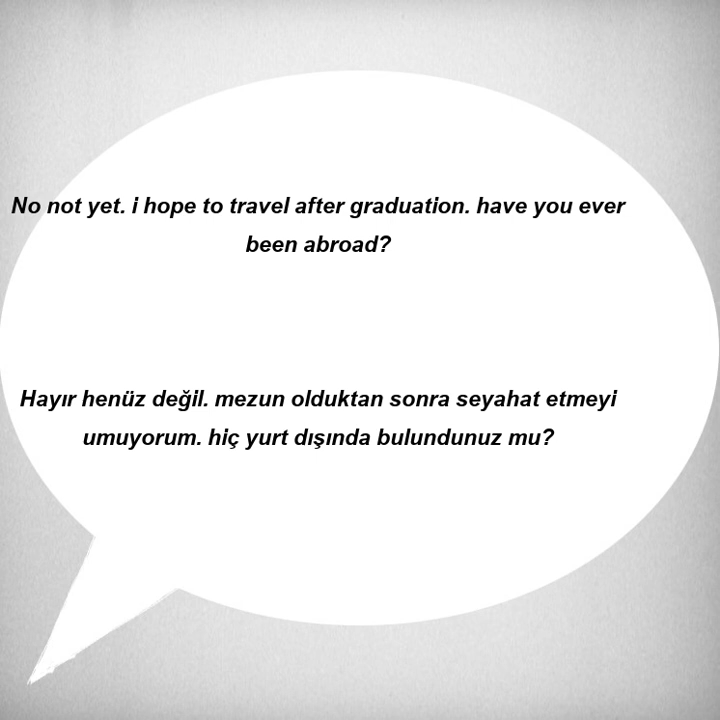 No not yet. i hope to travel after graduation. have you ever
been abroad?
Hayır henüz değil. mezun olduktan sonra seyahat etmeyi
umuyorum. hiç yurt dışında bulundunuz mu?